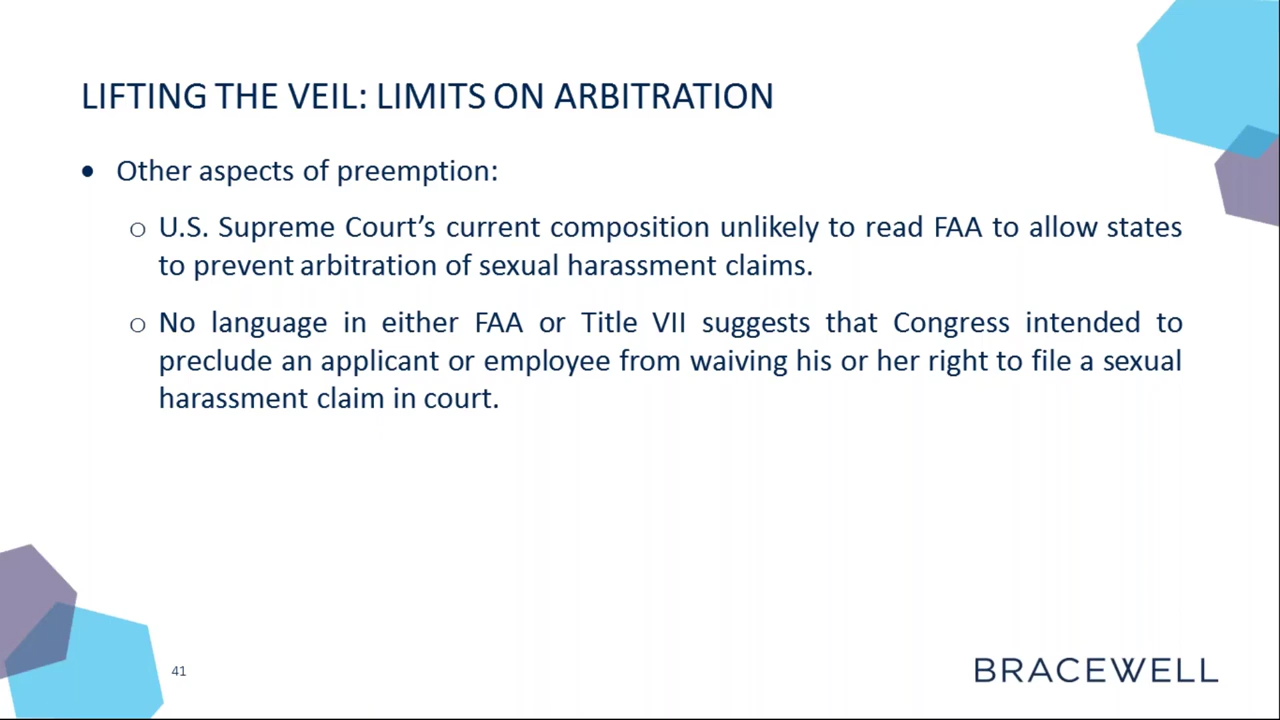 LIFTING THE VEIL: LIMITS ON ARBITRATION
• Other aspects of preemption:
o U.S. Supreme Court’s current composition unlikely to read FAA to allow states
to prevent arbitration of sexual harassment claims.
o No language in either FAA or Title VII suggests that Congress intended to
preclude an applicant or employee from waiving his or her right to file a sexual
harassment claim in court.
41
BRACEWELL